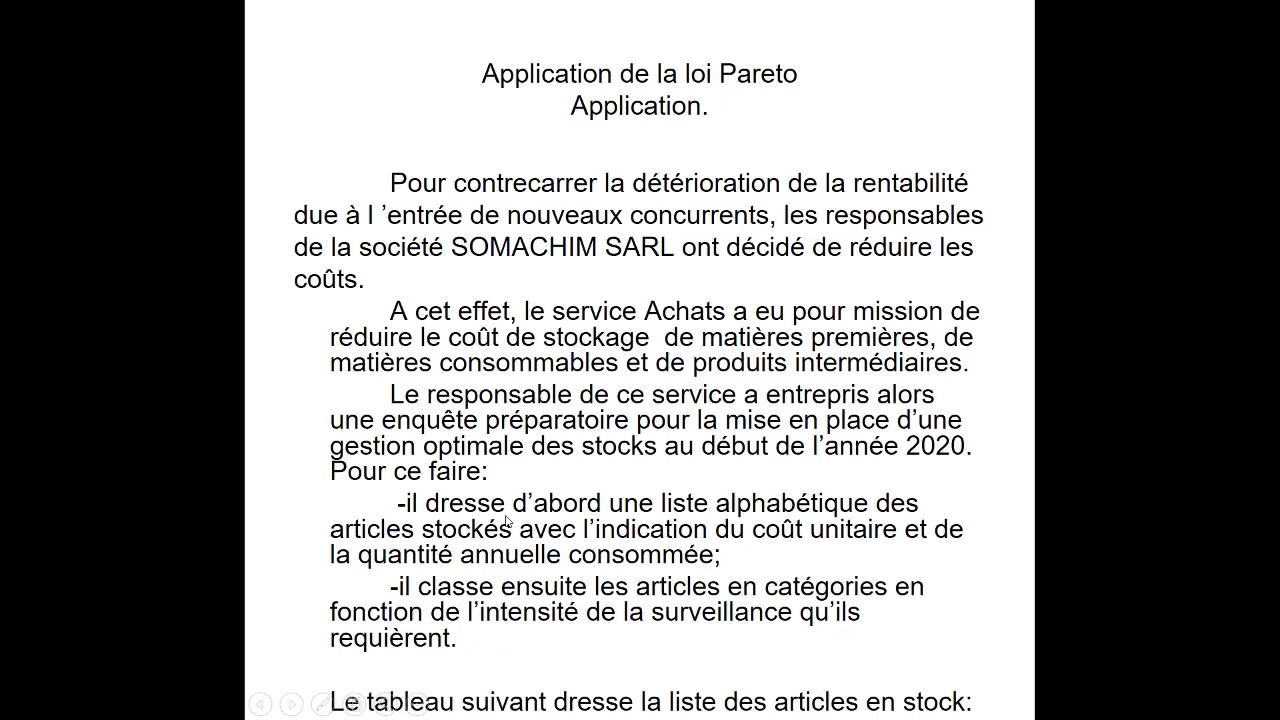 Application de la loi Pareto
Application.
Pour contrecarrer la détérioration de la rentabilité
due à l ’entrée de nouveaux concurrents, les responsables
de la société SOMACHIM SARL ont décidé de réduire les
coûts.
A cet effet, le service Achats a eu pour mission de
réduire le coût de stockage  de matières premières, de
matières consommables et de produits intermédiaires.
Le responsable de ce service a entrepris alors
une enquête préparatoire pour la mise en place d’une
gestion optimale des stocks au début de l’année 2020.
Pour ce faire:
-il dresse d’abord une liste alphabétique des
articles stockés avec l’indication du coût unitaire et de
la quantité annuelle consommée;
-il classe ensuite les articles en catégories en
fonction de l’intensité de la surveillance qu’ils
requièrent.
Le tableau suivant dresse la liste des articles en stock: